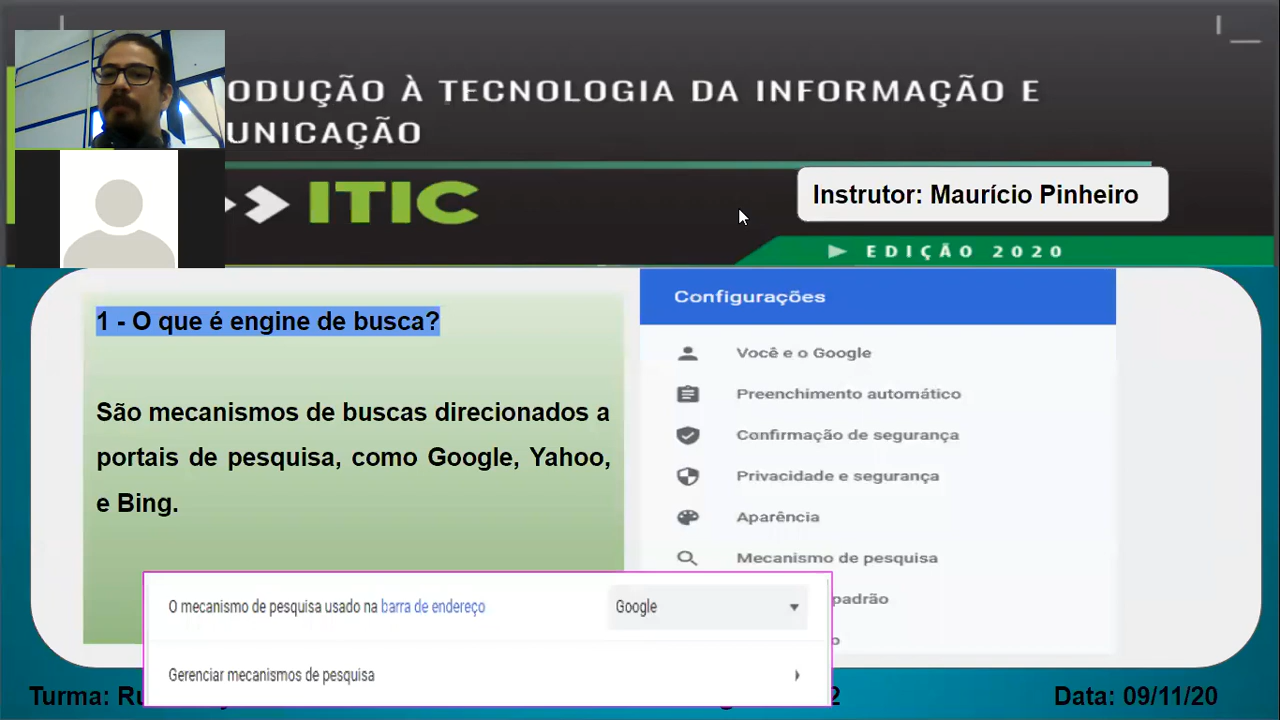 ODUÇÃO À TECNOLOGIA DA INFORMAÇÃO E
UNICAÇÃO
ITIC
Instrutor: Maurício Pinheiro
EDIÇÃO 2020
1 - O que é engine de busca?
São mecanismos de buscas direcionados a
portais de pesquisa, como Google, Yahoo,
e Bing.
Configurações
Você e o Google
Preenchimento automático
Confirmação de segurança
Privacidade e segurança
Aparência
Mecanismo de pesquisa
padrão
o
O mecanismo de pesquisa usado na barra de endereço
Google
Gerenciar mecanismos de pesquisa
Turma: Ru
2
Data: 09/11/20